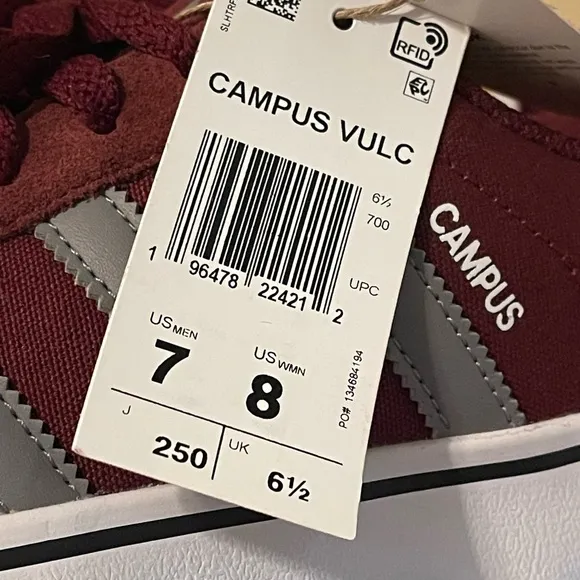 RFID
CAMPUS VULC
6½
700
1 96478 22421 2
UPC
US MEN
7
US WMN
8
PO# 134684194
J
250
UK
6½
CAMPUS